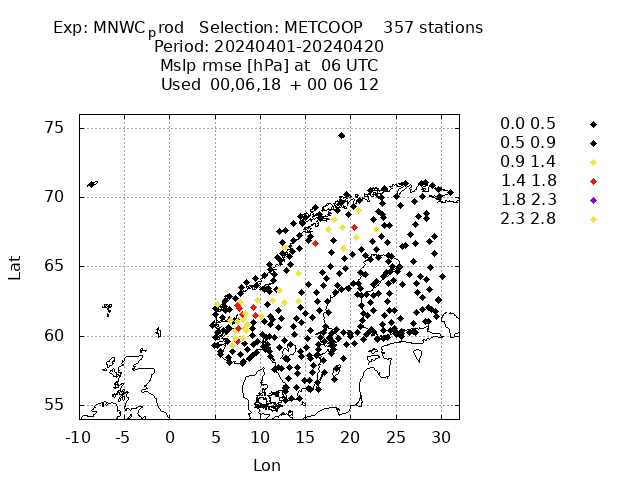 Exp: MNWCprod Selection: METCOOP 357 stations
Period: 20240401-20240420
Mslp rmse [hPa] at 06 UTC
Used 00,06,18 + 00 06 12
0.0 0.5
0.5 0.9
0.9 1.4
1.4 1.8
1.8 2.3
2.3 2.8
75
70
65
60
55
Lat
-10 -5 0 5 10 15 20 25 30
Lon